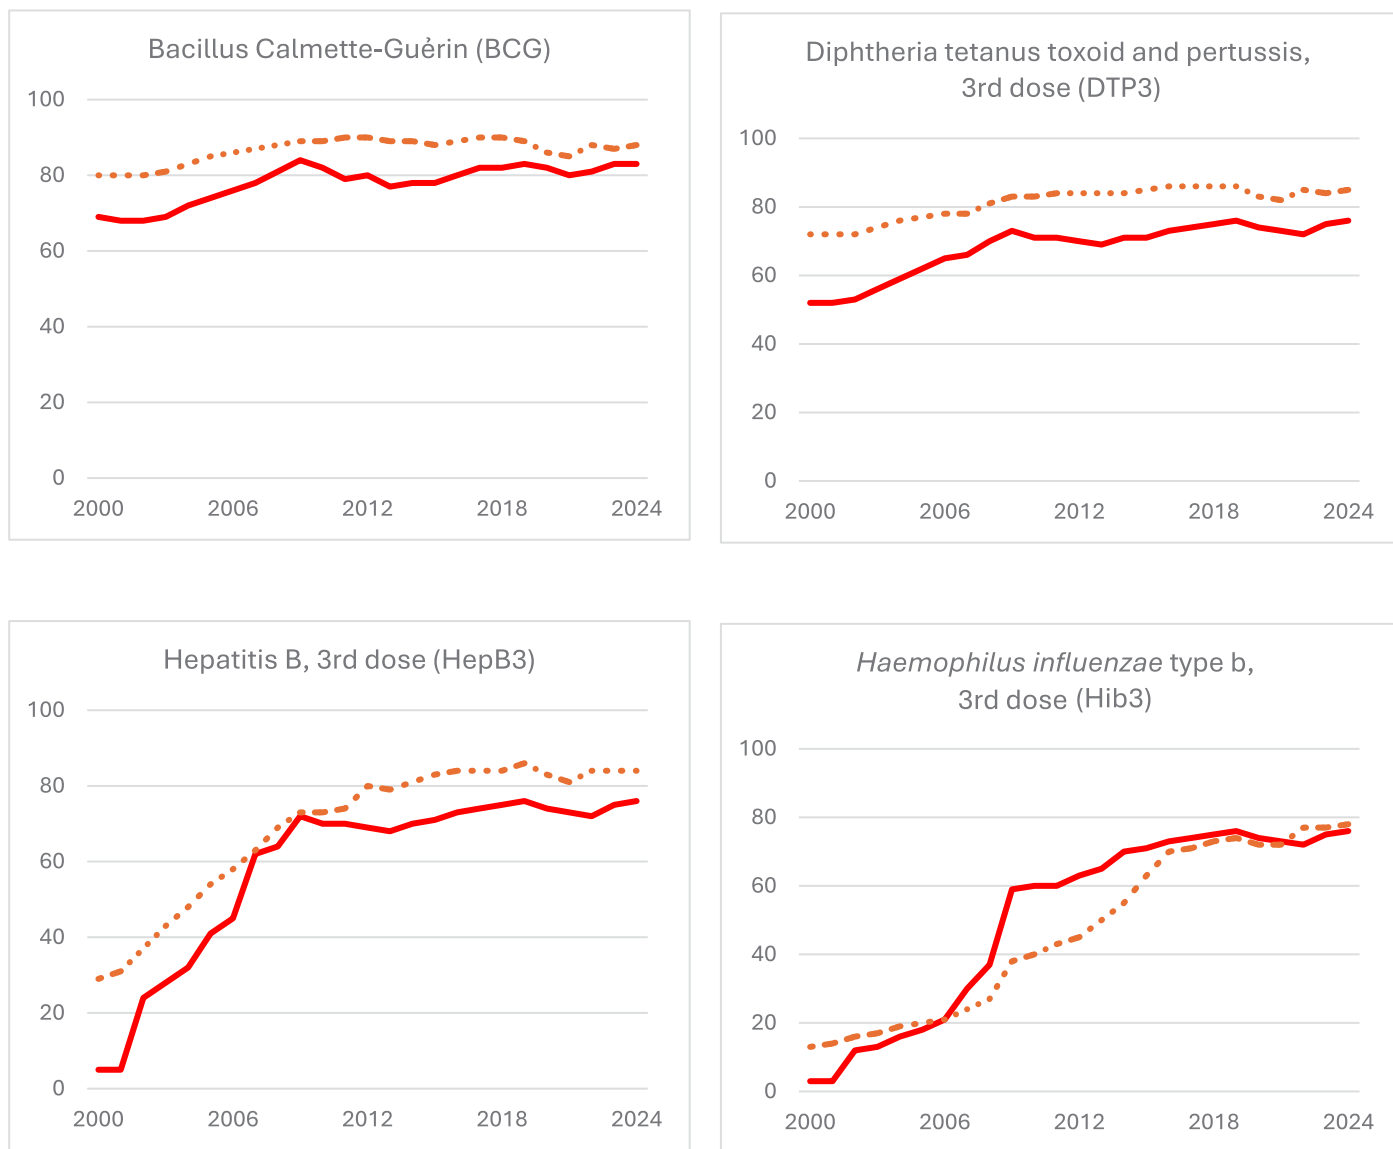 Bacillus Calmette-Guẻrin (BCG)
100
80
60
40
20
0
2000 2006 2012 2018 2024
Diphtheria tetanus toxoid and pertussis,
3rd dose (DTP3)
100
80
60
40
20
0
2000 2006 2012 2018 2024
Hepatitis B, 3rd dose (HepB3)
100
80
60
40
20
0
2000 2006 2012 2018 2024
Haemophilus influenzae type b,
3rd dose (Hib3)
100
80
60
40
20
0
2000 2006 2012 2018 2024